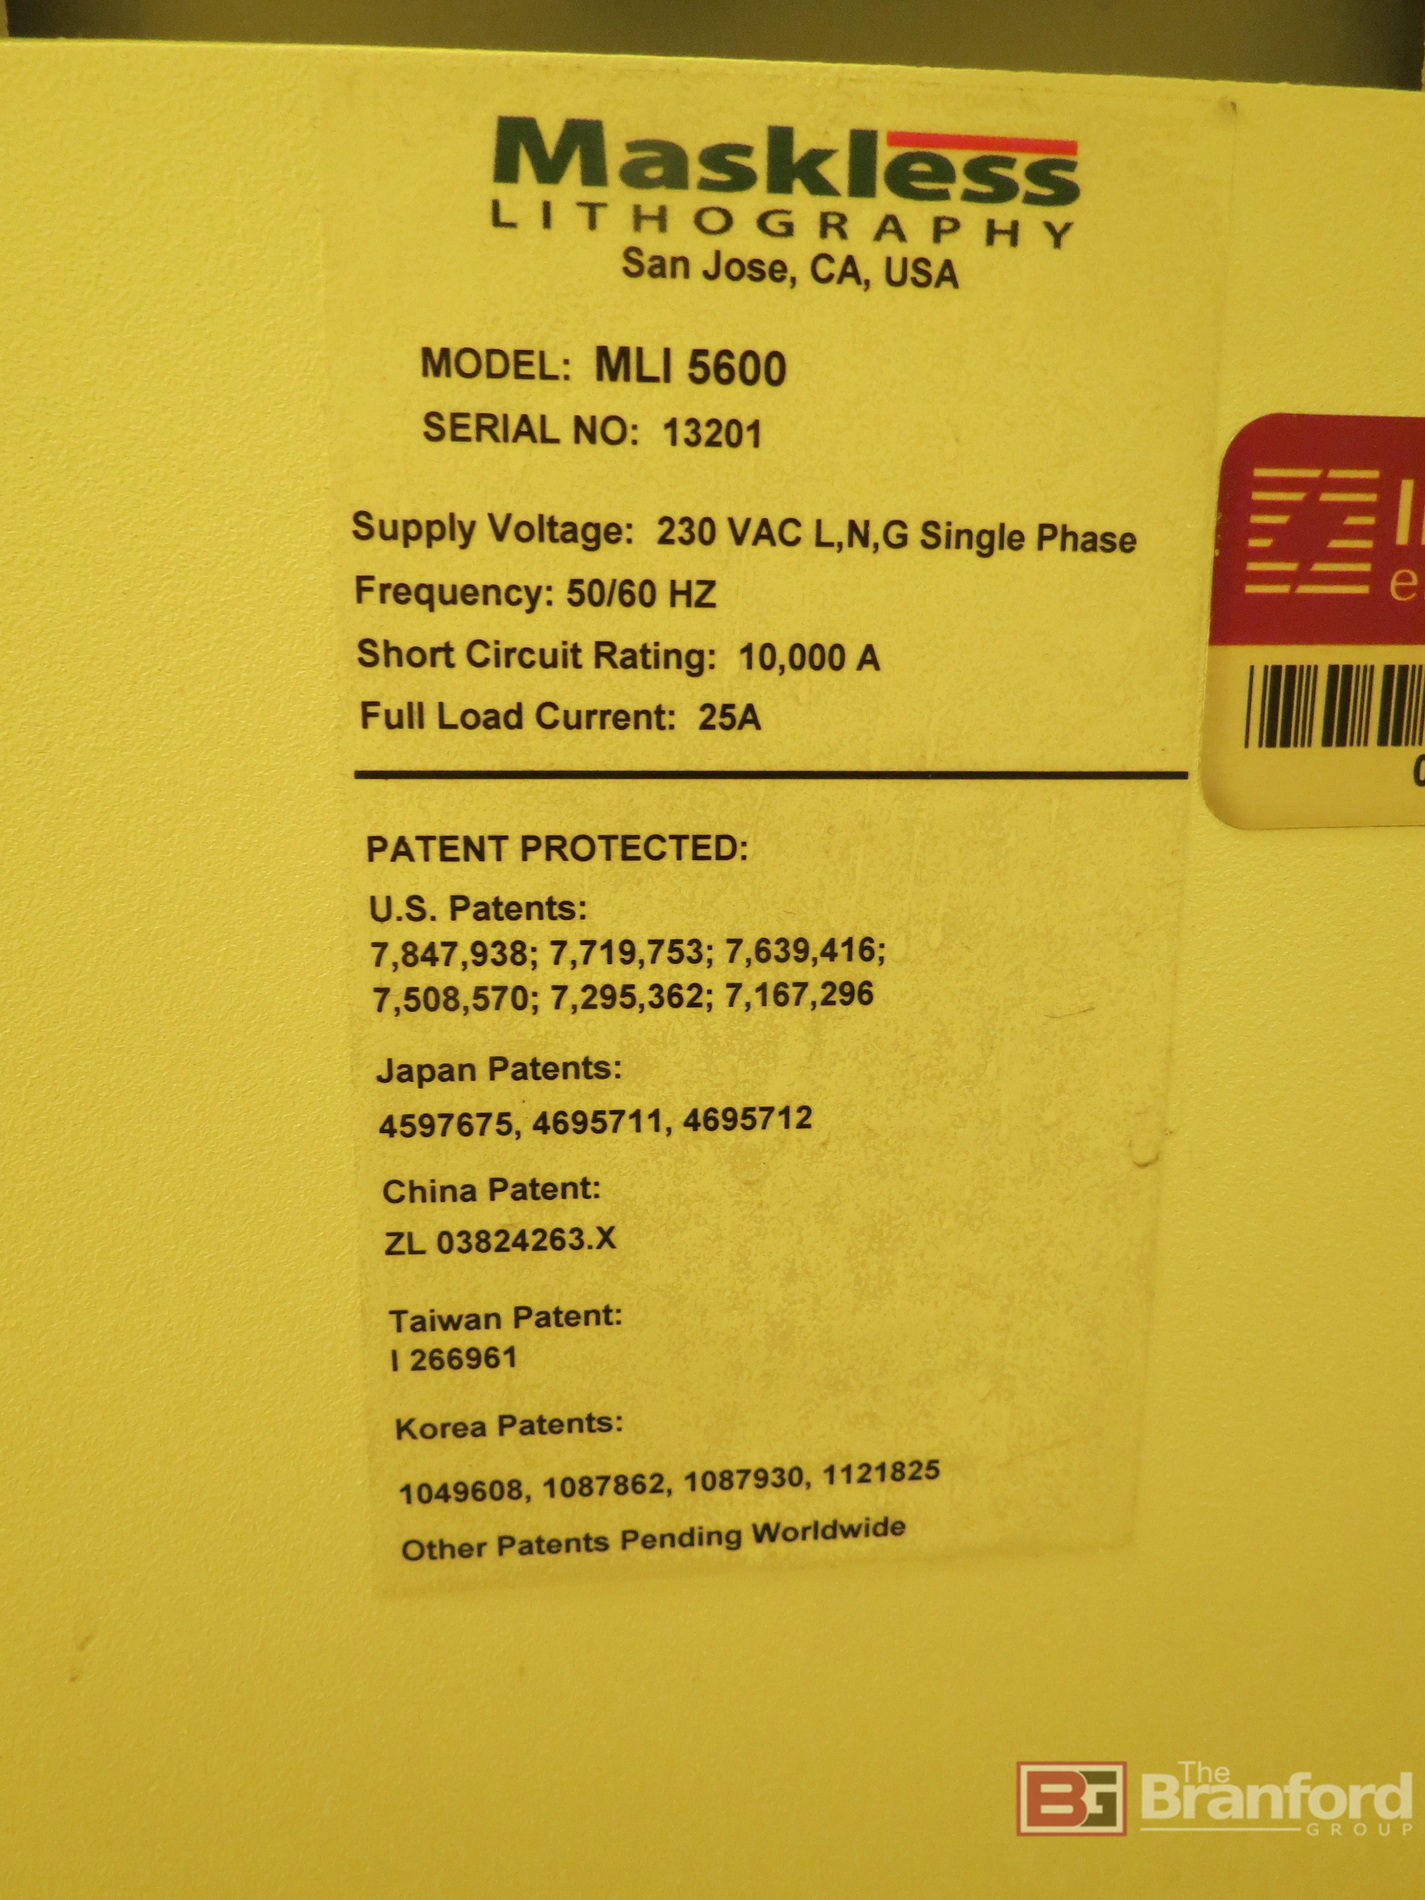 Maskless
LITHOGRAPHY
San Jose, CA, USA
MODEL: MLI 5600
SERIAL NO: 13201
Supply Voltage: 230 VAC L,N,G Single Phase
Frequency: 50/60 HZ
Short Circuit Rating: 10,000 A
Full Load Current: 25A
PATENT PROTECTED:
U.S. Patents:
7,847,938; 7,719,753; 7,639,416;
7,508,570; 7,295,362; 7,167,296
Japan Patents:
4597675, 4695711, 4695712
China Patent:
ZL 03824263.X
Taiwan Patent:
I 266961
Korea Patents:
1049608, 1087862, 1087930, 1121825
Other Patents Pending Worldwide
BG The Branford
GROUP